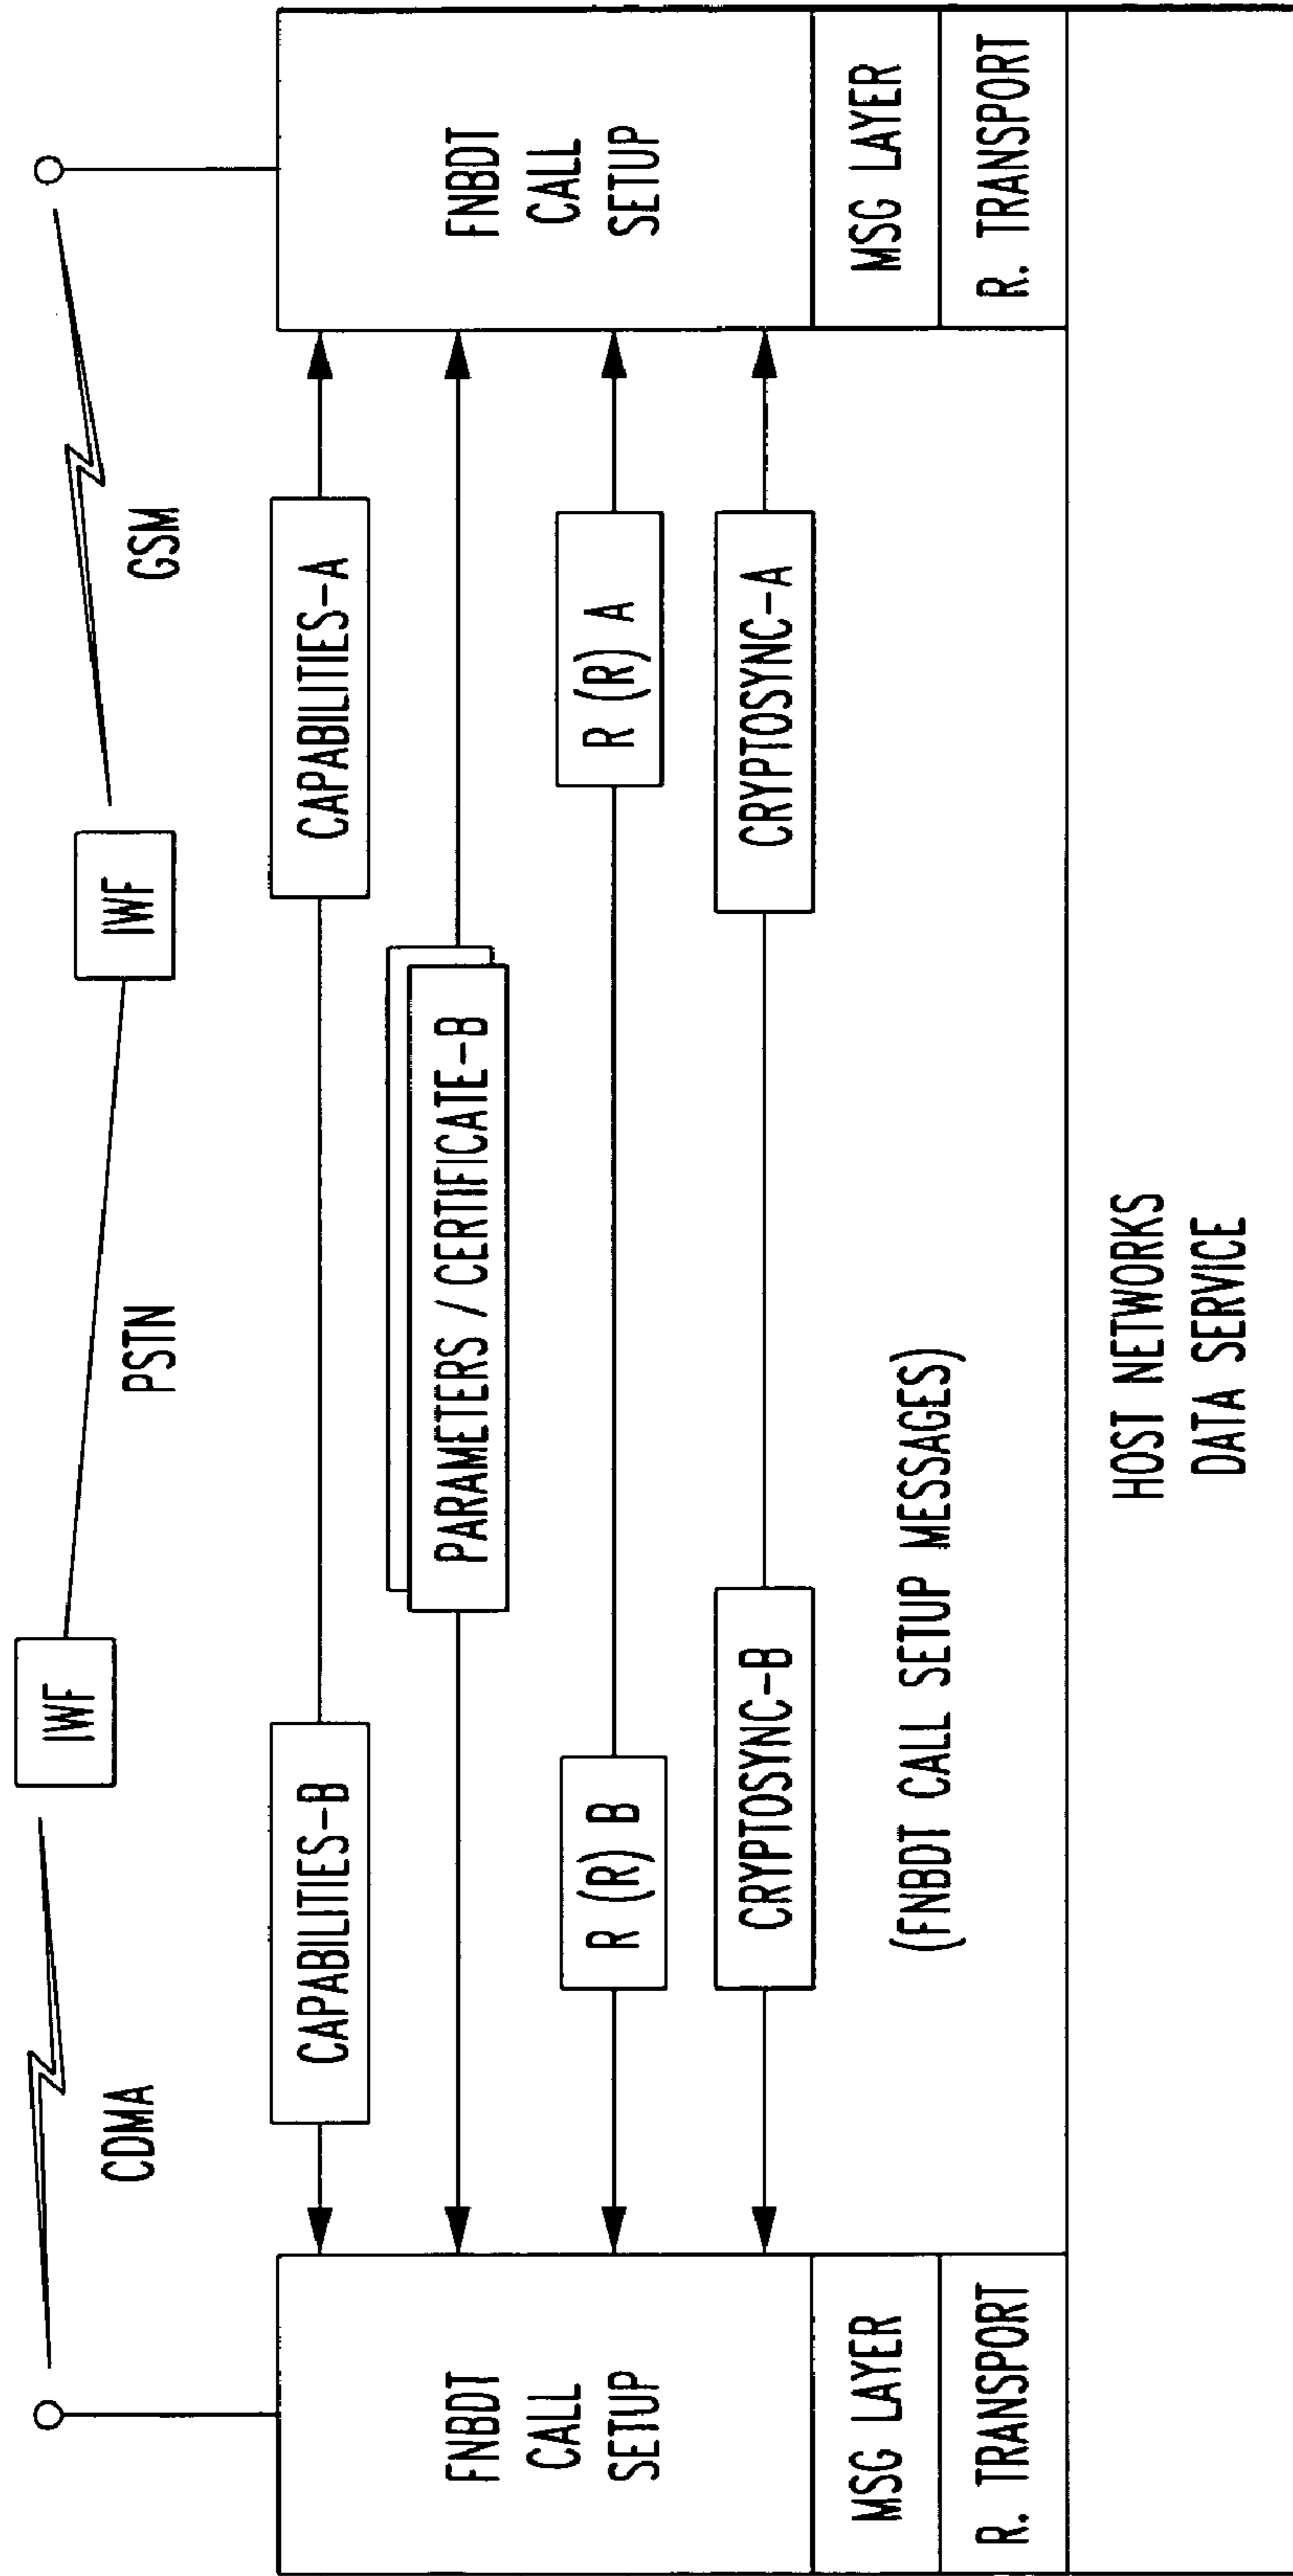 CDMA
IWF
PSTN
IWF
GSM
FNBDT
CALL
SETUP
MSG LAYER
R. TRANSPORT
CAPABILITIES-B
CAPABILITIES-A
PARAMETERS / CERTIFICATE-B
R (R) B
R (R) A
CRYPTOSYNC-B
CRYPTOSYNC-A
(FNBDT CALL SETUP MESSAGES)
FNBDT
CALL
SETUP
MSG LAYER
R. TRANSPORT
HOST NETWORKS
DATA SERVICE